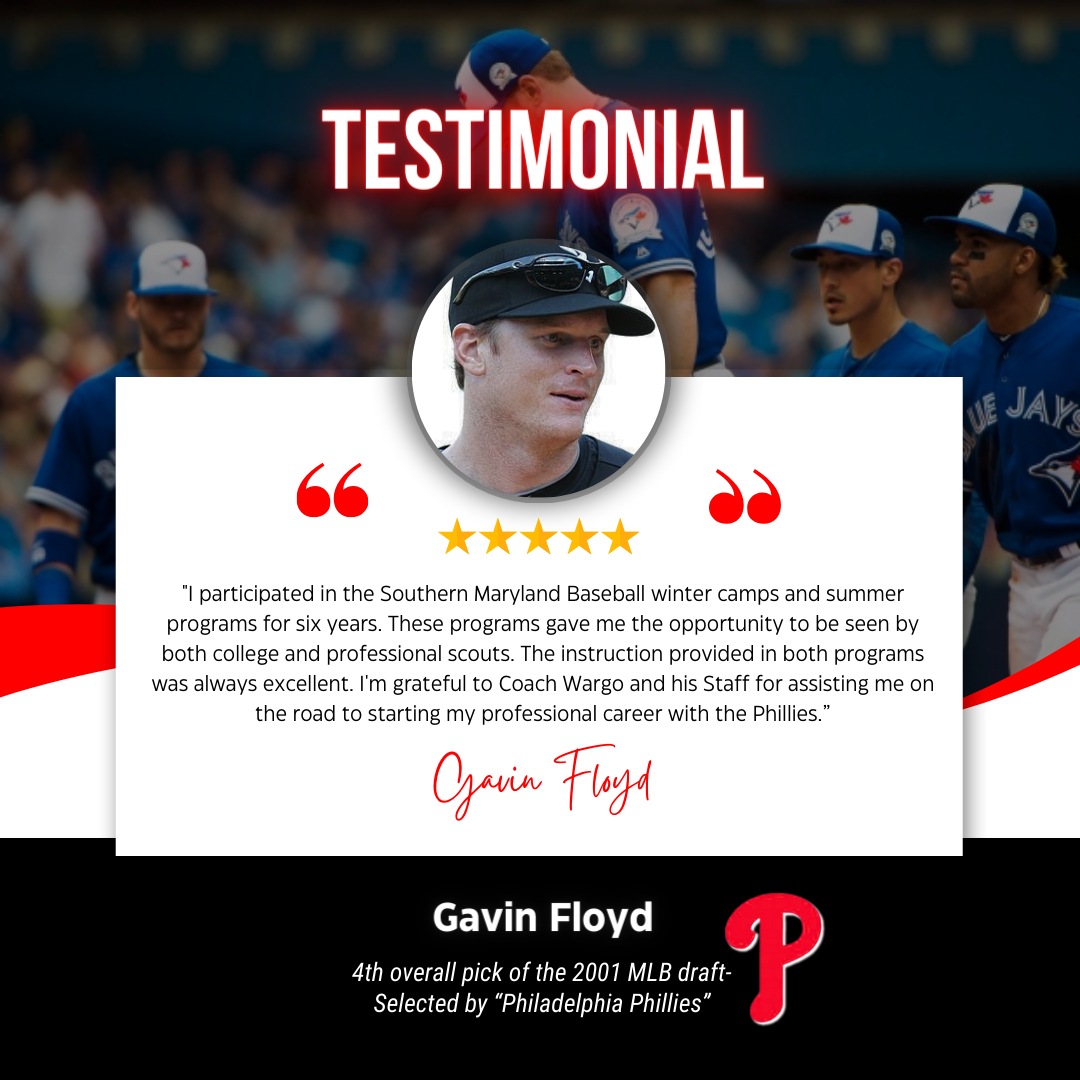 TESTIMONIAL
BLUE JAYS
"I participated in the Southern Maryland Baseball winter camps and summer
programs for six years. These programs gave me the opportunity to be seen by
both college and professional scouts. The instruction provided in both programs
was always excellent. I'm grateful to Coach Wargo and his Staff for assisting me on
the road to starting my professional career with the Phillies.”
Gavin Floyd
Gavin Floyd
P
4th overall pick of the 2001 MLB draft-
Selected by “Philadelphia Phillies”